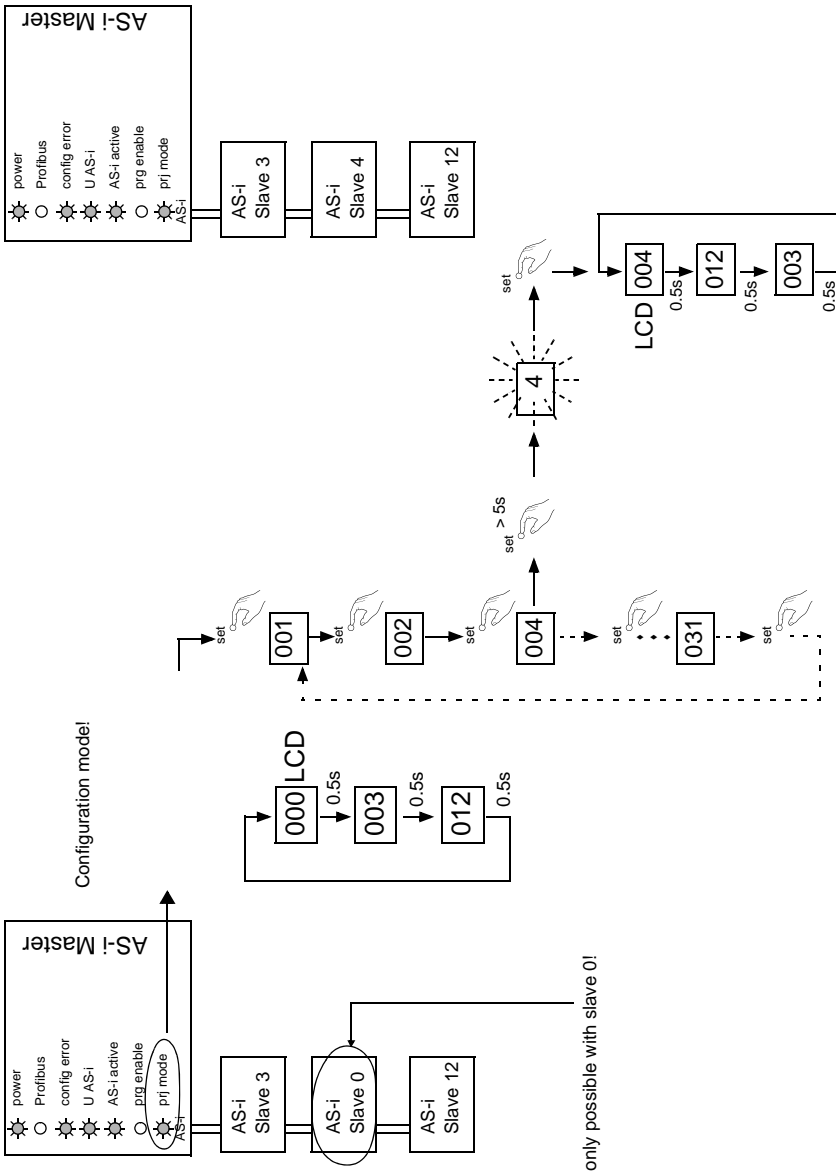 AS-i Master
power
Profibus
config error
U AS-i
AS-i active
prg enable
prj mode
AS-i
AS-i
Slave 3
AS-i
Slave 0
AS-i
Slave 12
only possible with slave 0!
Configuration mode!
000
LCD
0.5s
003
0.5s
012
0.5s
set
001
set
002
set
004
set
031
set
set > 5s
4
set
LCD
004
0.5s
012
0.5s
003
0.5s
AS-i Master
power
Profibus
config error
U AS-i
AS-i active
prg enable
prj mode
AS-i
AS-i
Slave 3
AS-i
Slave 4
AS-i
Slave 12